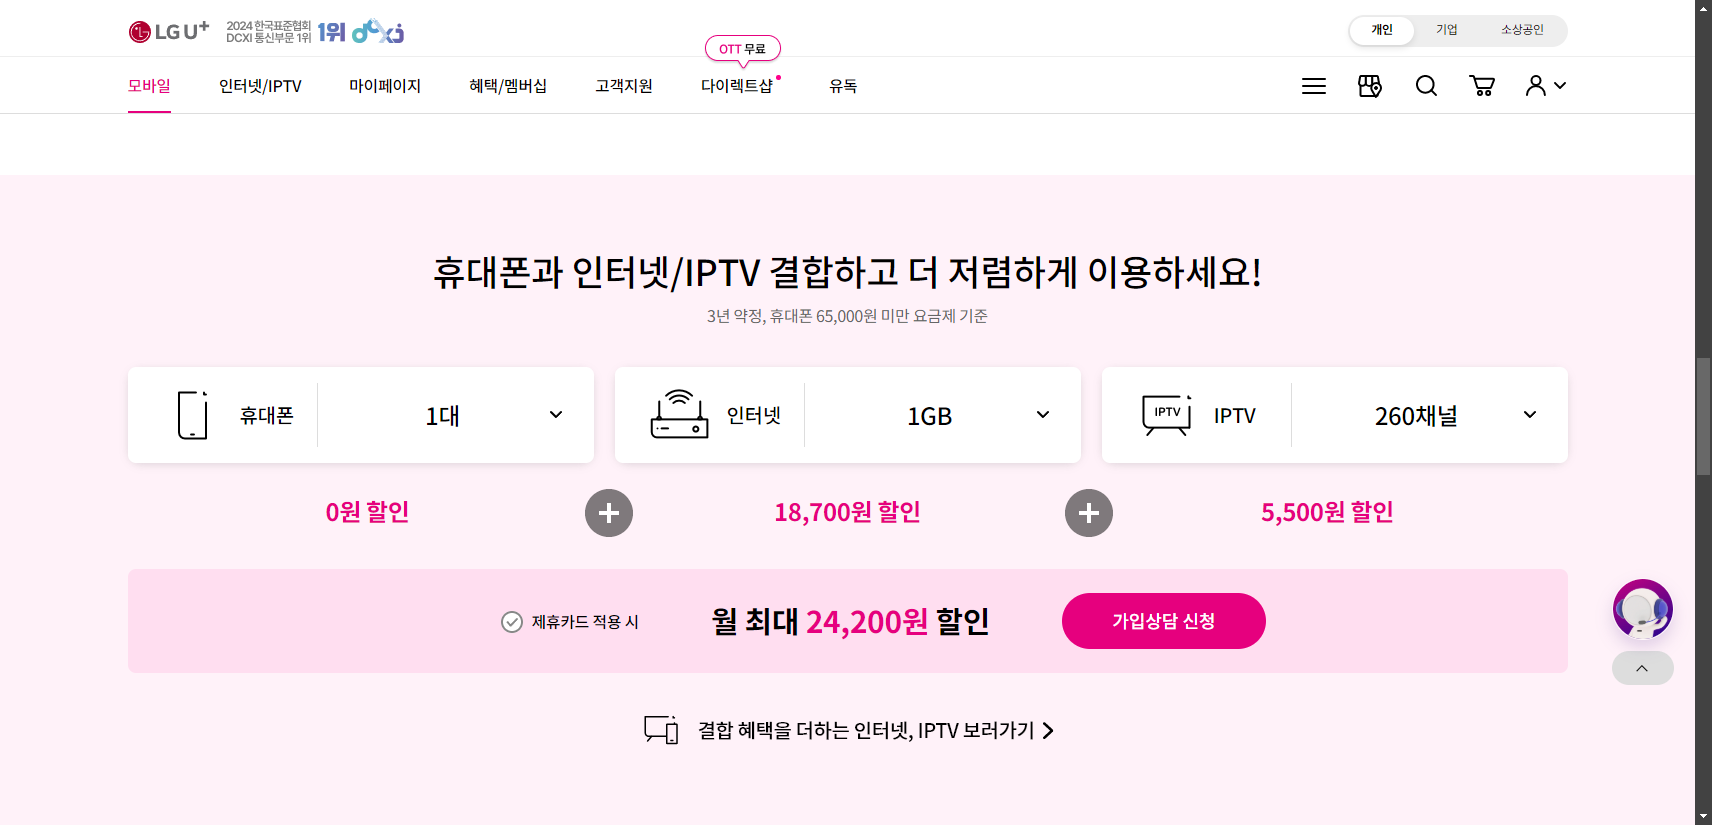 LG U+
2024 한국표준협회
DCXI 통신부문 1위
1위 dcxi
개인
기업
소상공인
OTT 무료
모바일
인터넷/IPTV
마이페이지
혜택/멤버십
고객지원
다이렉트샵
유독
휴대폰과 인터넷/IPTV 결합하고 더 저렴하게 이용하세요!
3년 약정, 휴대폰 65,000원 미만 요금제 기준
휴대폰
1대
인터넷
1GB
IPTV
IPTV
260채널
0원 할인
18,700원 할인
5,500원 할인
제휴카드 적용 시
월 최대 24,200원 할인
가입상담 신청
결합 혜택을 더하는 인터넷, IPTV 보러가기